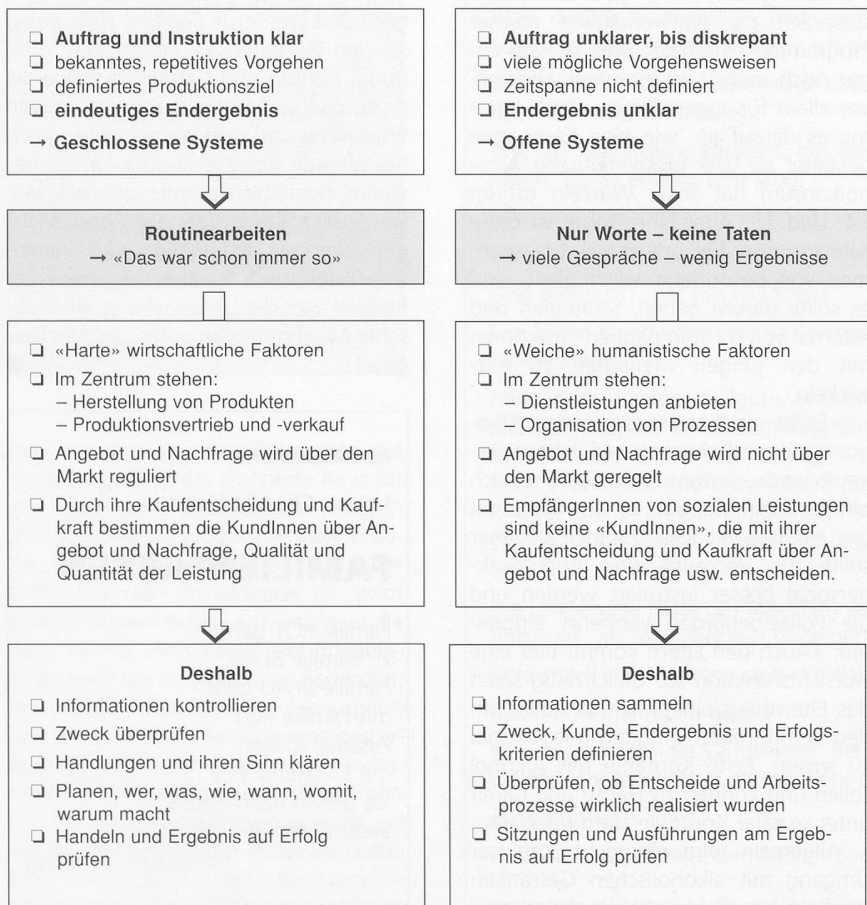 ❏ Auftrag und Instruktion klar
❏ bekanntes, repetitives Vorgehen
❏ definiertes Produktionsziel
❏ eindeutiges Endergebnis
→ Geschlossene Systeme
Routinearbeiten
→ «Das war schon immer so»
❏ «Harte» wirtschaftliche Faktoren
❏ Im Zentrum stehen:
– Herstellung von Produkten
– Produktionsvertrieb und -verkauf
❏ Angebot und Nachfrage wird über den
Markt reguliert
❏ Durch ihre Kaufentscheidung und Kauf-
kraft bestimmen die KundInnen über An-
gebot und Nachfrage, Qualität und
Quantität der Leistung
Deshalb
❏ Informationen kontrollieren
❏ Zweck überprüfen
❏ Handlungen und ihren Sinn klären
❏ Planen, wer, was, wie, wann, womit,
warum macht
❏ Handeln und Ergebnis auf Erfolg
prüfen
❏ Auftrag unklarer, bis diskrepant
❏ viele mögliche Vorgehensweisen
❏ Zeitspanne nicht definiert
❏ Endergebnis unklar
→ Offene Systeme
Nur Worte – keine Taten
→ viele Gespräche – wenig Ergebnisse
❏ «Weiche» humanistische Faktoren
❏ Im Zentrum stehen:
– Dienstleistungen anbieten
– Organisation von Prozessen
❏ Angebot und Nachfrage wird nicht über
den Markt geregelt
❏ EmpfängerInnen von sozialen Leistungen
sind keine «KundInnen», die mit ihrer
Kaufentscheidung und Kaufkraft über An-
gebot und Nachfrage usw. entscheiden.
Deshalb
❏ Informationen sammeln
❏ Zweck, Kunde, Endergebnis und Erfolgs-
kriterien definieren
❏ Überprüfen, ob Entscheide und Arbeits-
prozesse wirklich realisiert wurden
❏ Sitzungen und Ausführungen am Ergeb-
nis auf Erfolg prüfen